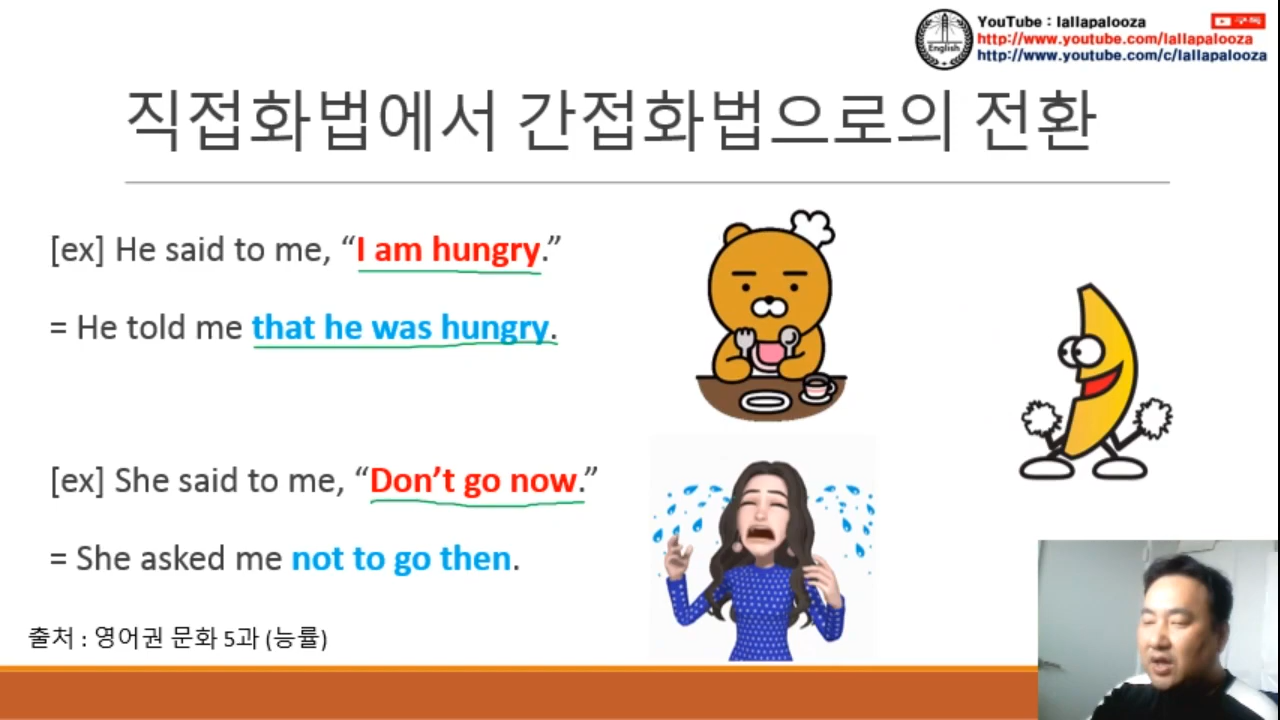 English
YouTube : lallapalooza
구독
http://www.youtube.com/lallapalooza
http://www.youtube.com/c/lallapalooza
직접화법에서 간접화법으로의 전환
[ex] He said to me, “I am hungry.”
= He told me that he was hungry.
[ex] She said to me, “Don’t go now.”
= She asked me not to go then.
출처 : 영어권 문화 5과 (능률)